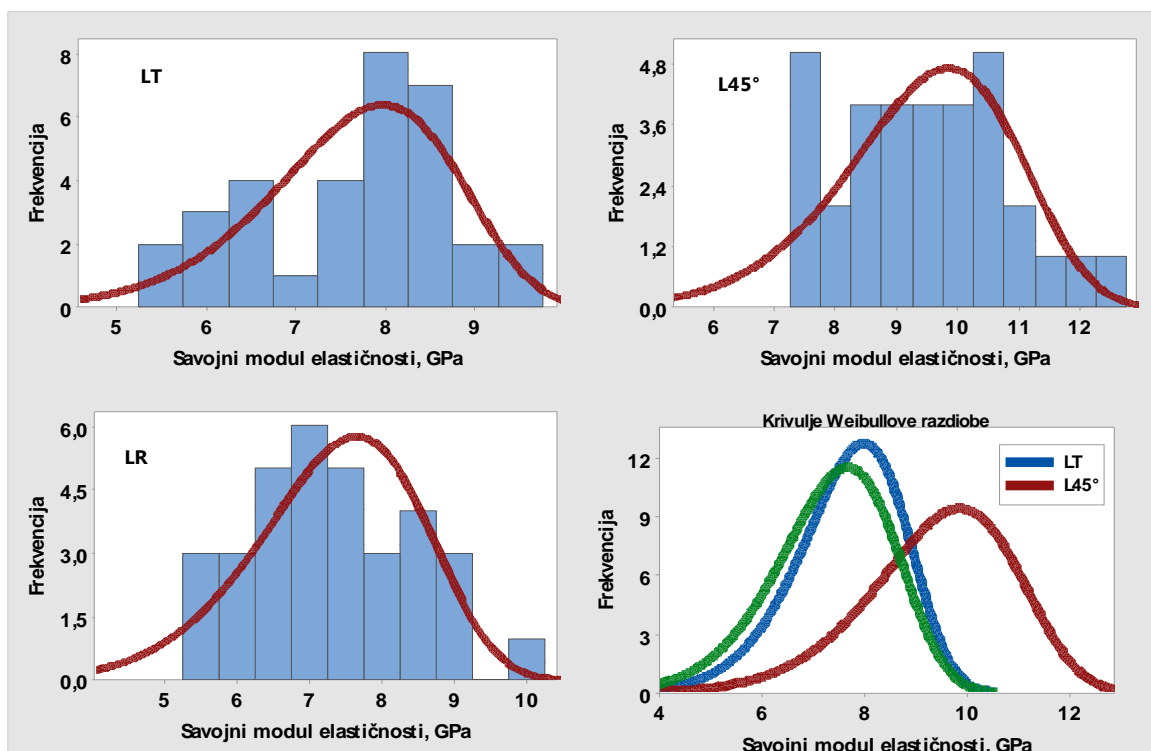 LT
Frekvencija
8
6
4
2
0
5 6 7 8 9
Savojni modul elastičnosti, GPa
L45°
Frekvencija
4,8
3,6
2,4
1,2
0,0
6 7 8 9 10 11 12
Savojni modul elastičnosti, GPa
LR
Frekvencija
6,0
4,5
3,0
1,5
0,0
5 6 7 8 9 10
Savojni modul elastičnosti, GPa
Krivulje Weibullove razdiobe
LT
L45°
Frekvencija
12
9
6
3
0
4 6 8 10 12
Savojni modul elastičnosti, GPa